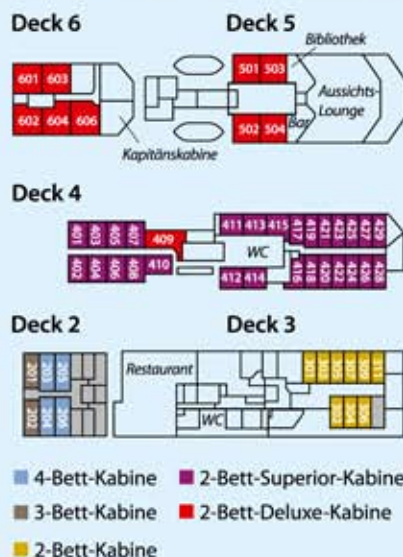 Deck 6 Deck 5
Bibliothek
601 603 501 503
Aussichts-
Lounge
602 604 606 502 504 Bar
Kapitänskabine
Deck 4
401 403 405 407 409 411 413 415 417 419 421 423 425 427 429
WC
402 404 406 408 410 412 414 416 418 420 422 424 426 428
Deck 2 Deck 3
Restaurant
201 203 205 301
202 204 206
WC
4-Bett-Kabine 2-Bett-Superior-Kabine
3-Bett-Kabine 2-Bett-Deluxe-Kabine
2-Bett-Kabine